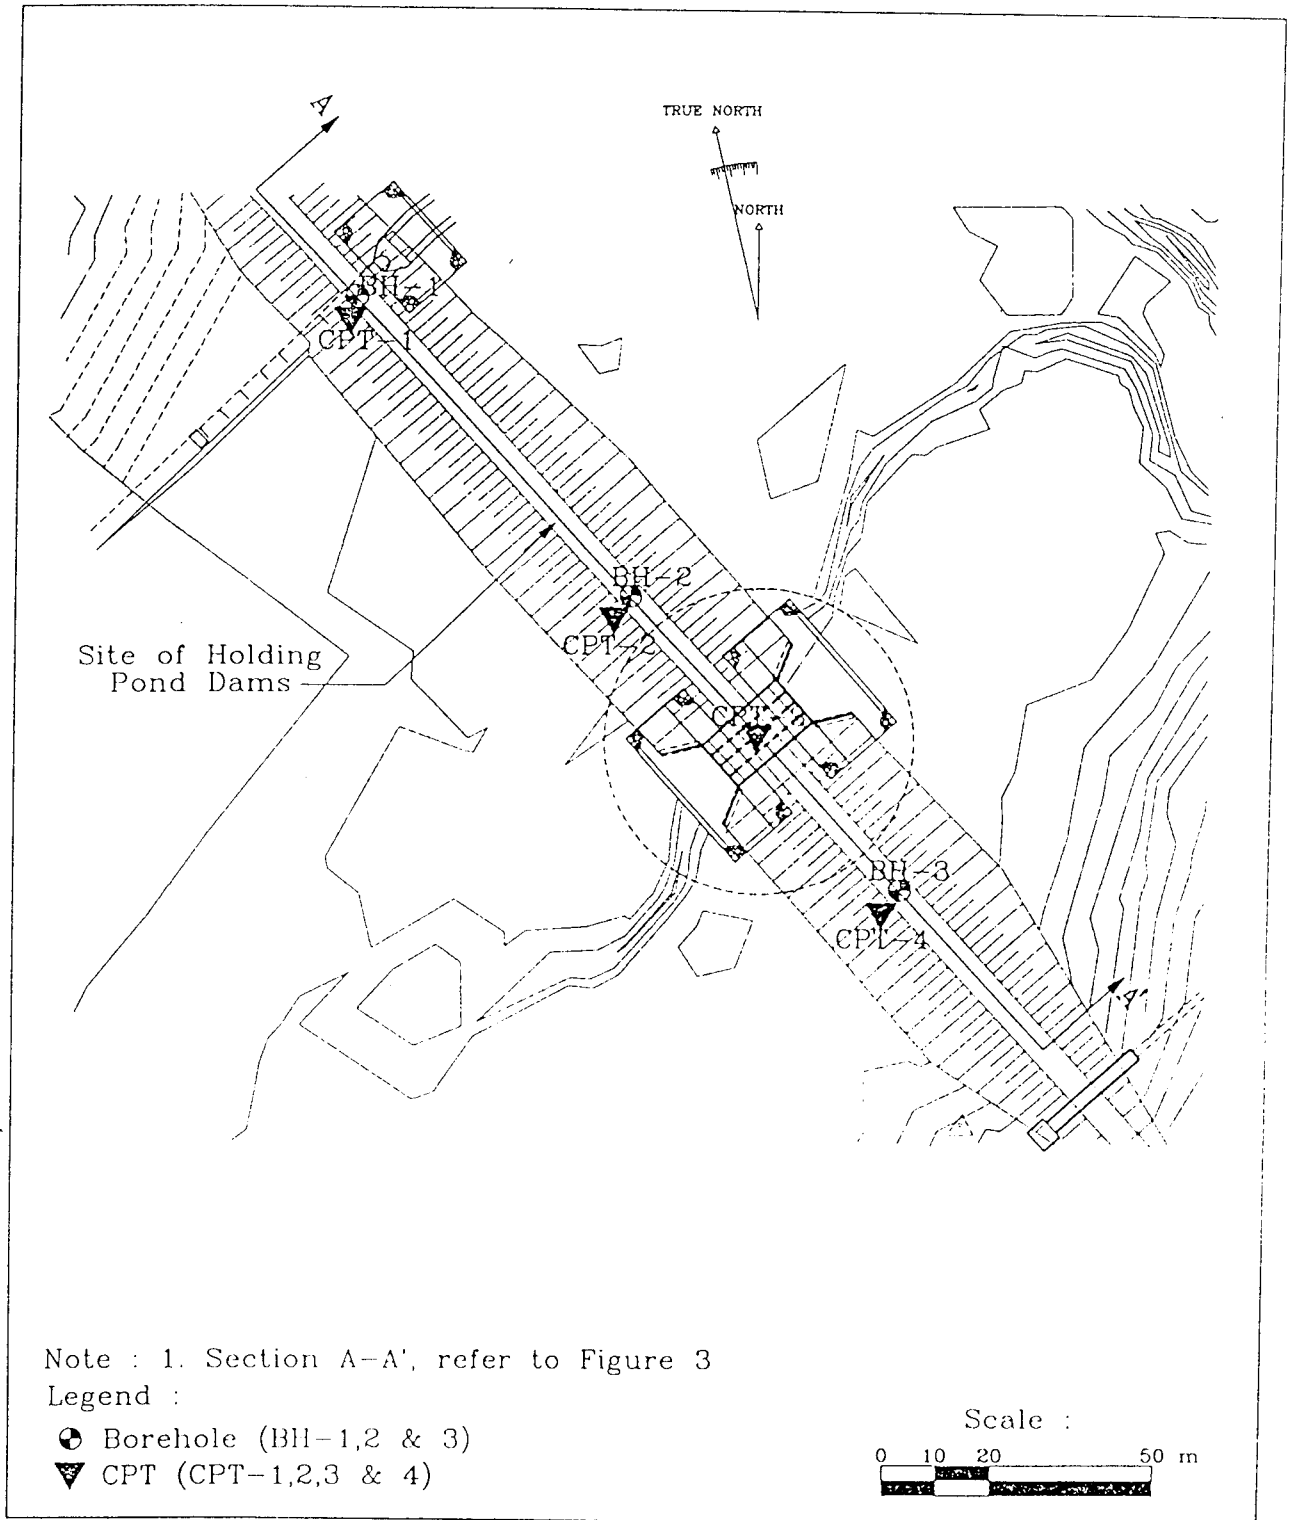 A
TRUE NORTH
NORTH
BH-1
CPT-1
BH-2
CPT-2
Site of Holding
Pond Dams
CPT
BH-3
CPT-4
A'
Note : 1. Section A-A', refer to Figure 3
Legend :
Borehole (BH-1,2 & 3)
CPT (CPT-1,2,3 & 4)
Scale :
0 10 20 50 m